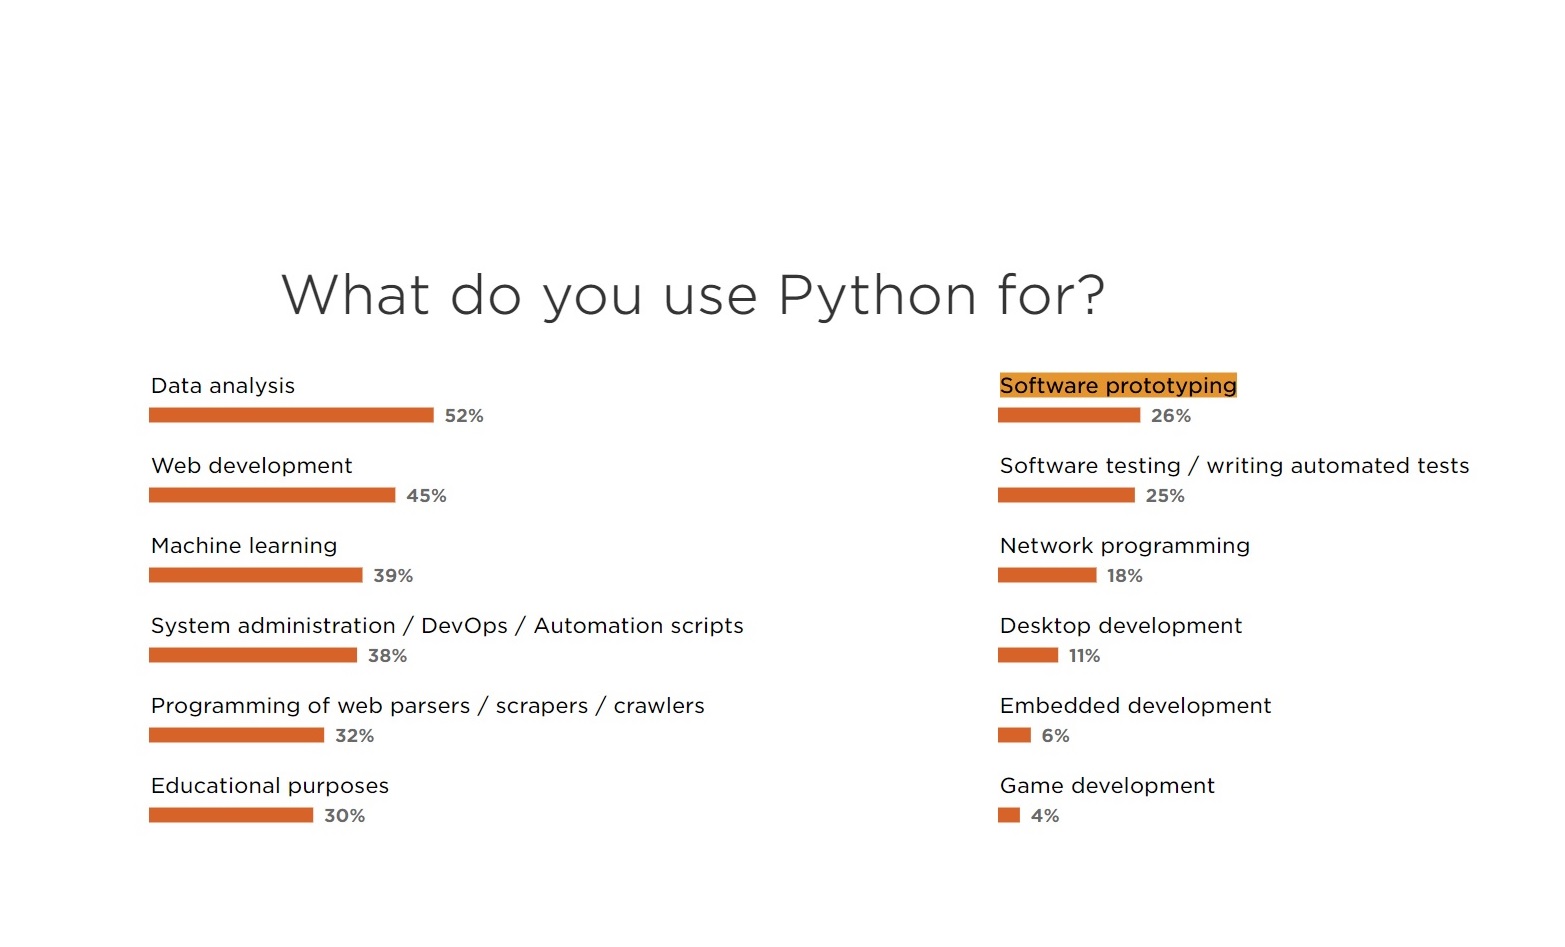 What do you use Python for?
Data analysis
52%
Web development
45%
Machine learning
39%
System administration / DevOps / Automation scripts
38%
Programming of web parsers / scrapers / crawlers
32%
Educational purposes
30%
Software prototyping
26%
Software testing / writing automated tests
25%
Network programming
18%
Desktop development
11%
Embedded development
6%
Game development
4%